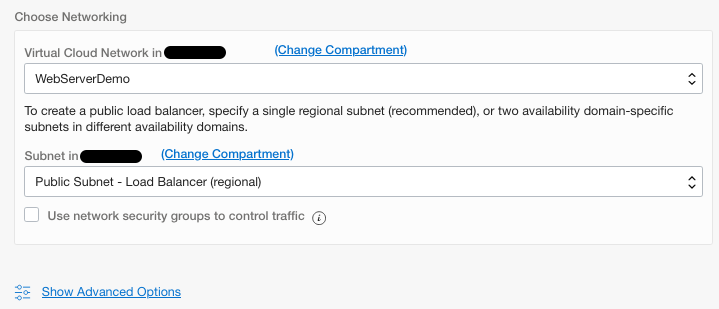 Choose Networking
Virtual Cloud Network in (Change Compartment)
WebServerDemo
To create a public load balancer, specify a single regional subnet (recommended), or two availability domain-specific
subnets in different availability domains.
Subnet in (Change Compartment)
Public Subnet - Load Balancer (regional)
Use network security groups to control traffic i
Show Advanced Options